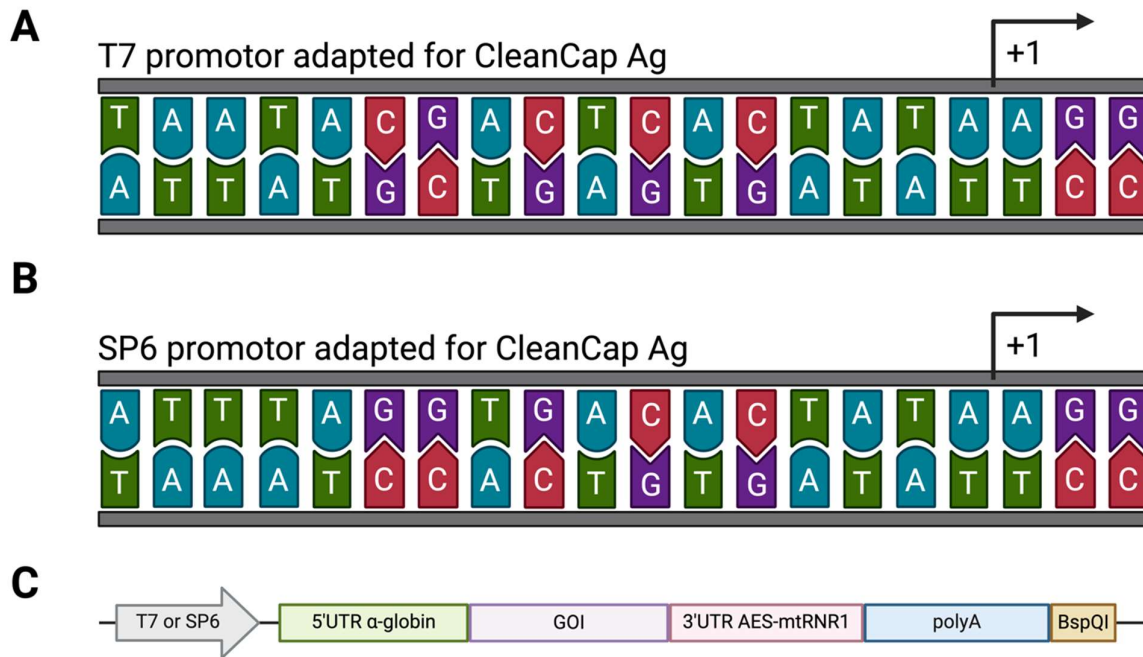 A
T7 promotor adapted for CleanCap Ag
+1
T A A T A C G A C T C A C T A T A A G G
A T T A T G C T G A G T G A T A T T C C
B
SP6 promotor adapted for CleanCap Ag
+1
A T T T A G G T G A C A C T A T A A G G
T A A A T C C A C T G T G A T A T T C C
C
T7 or SP6 5'UTR α-globin GOI 3'UTR AES-mtRNR1 polyA BspQI